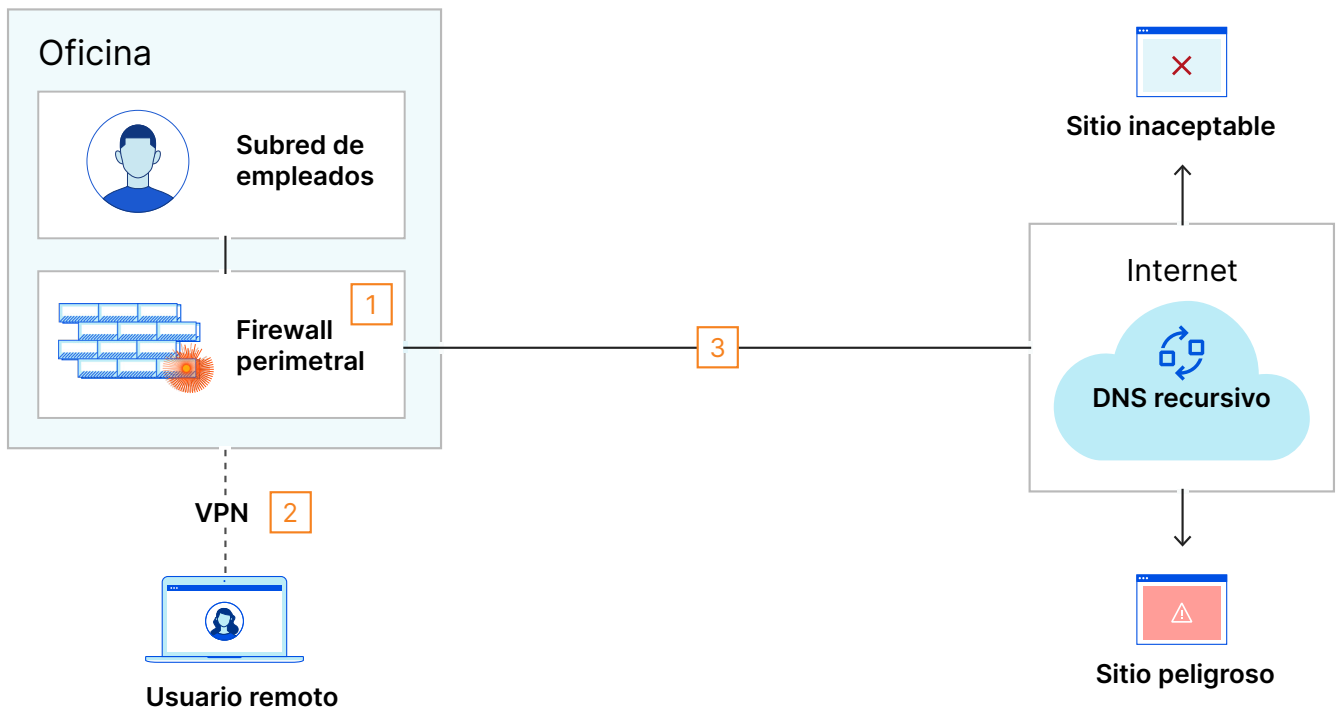 Oficina
Subred de
empleados
1
Firewall
perimetral
VPN
2
Usuario remoto
3
Sitio inaceptable
Internet
DNS recursivo
Sitio peligroso